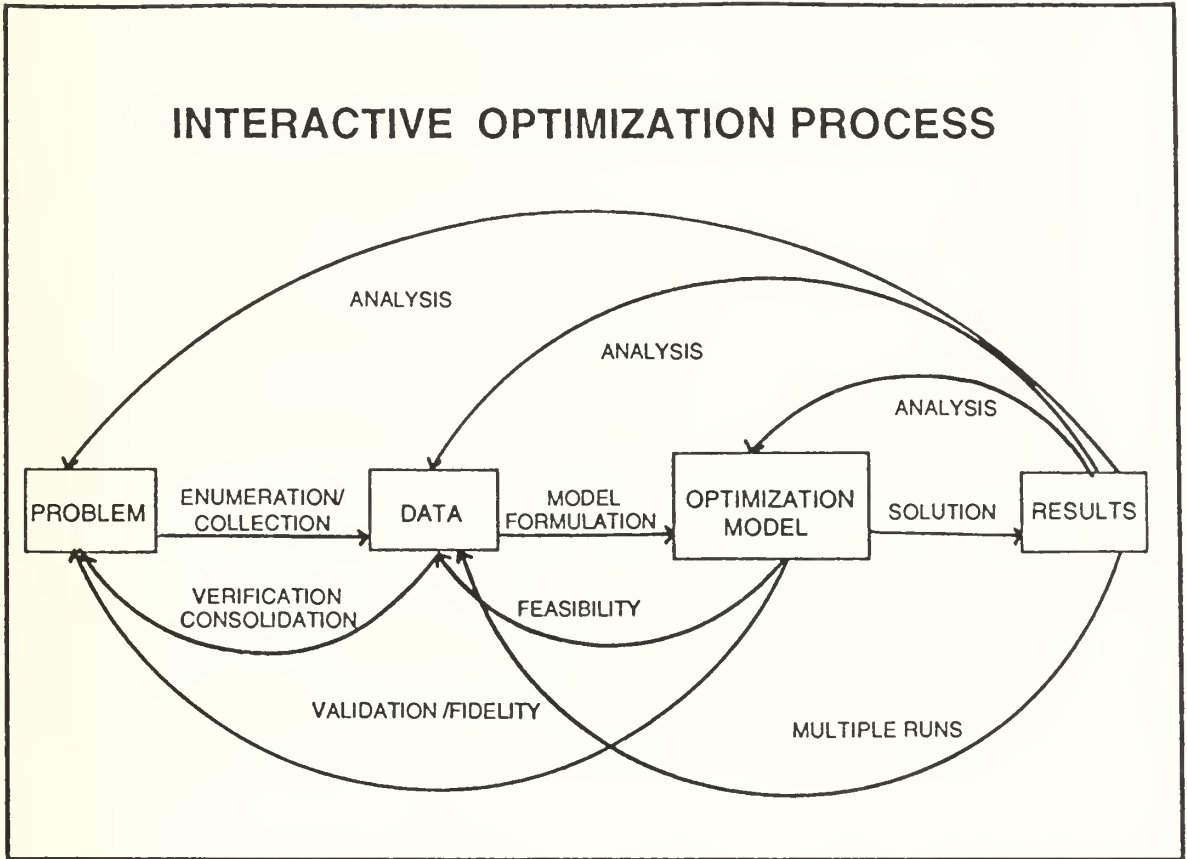 INTERACTIVE OPTIMIZATION PROCESS
ANALYSIS
ANALYSIS
ANALYSIS
PROBLEM
ENUMERATION/
COLLECTION
DATA
MODEL
FORMULATION
OPTIMIZATION
MODEL
SOLUTION
RESULTS
VERIFICATION
CONSOLIDATION
FEASIBILITY
VALIDATION /FIDELITY
MULTIPLE RUNS